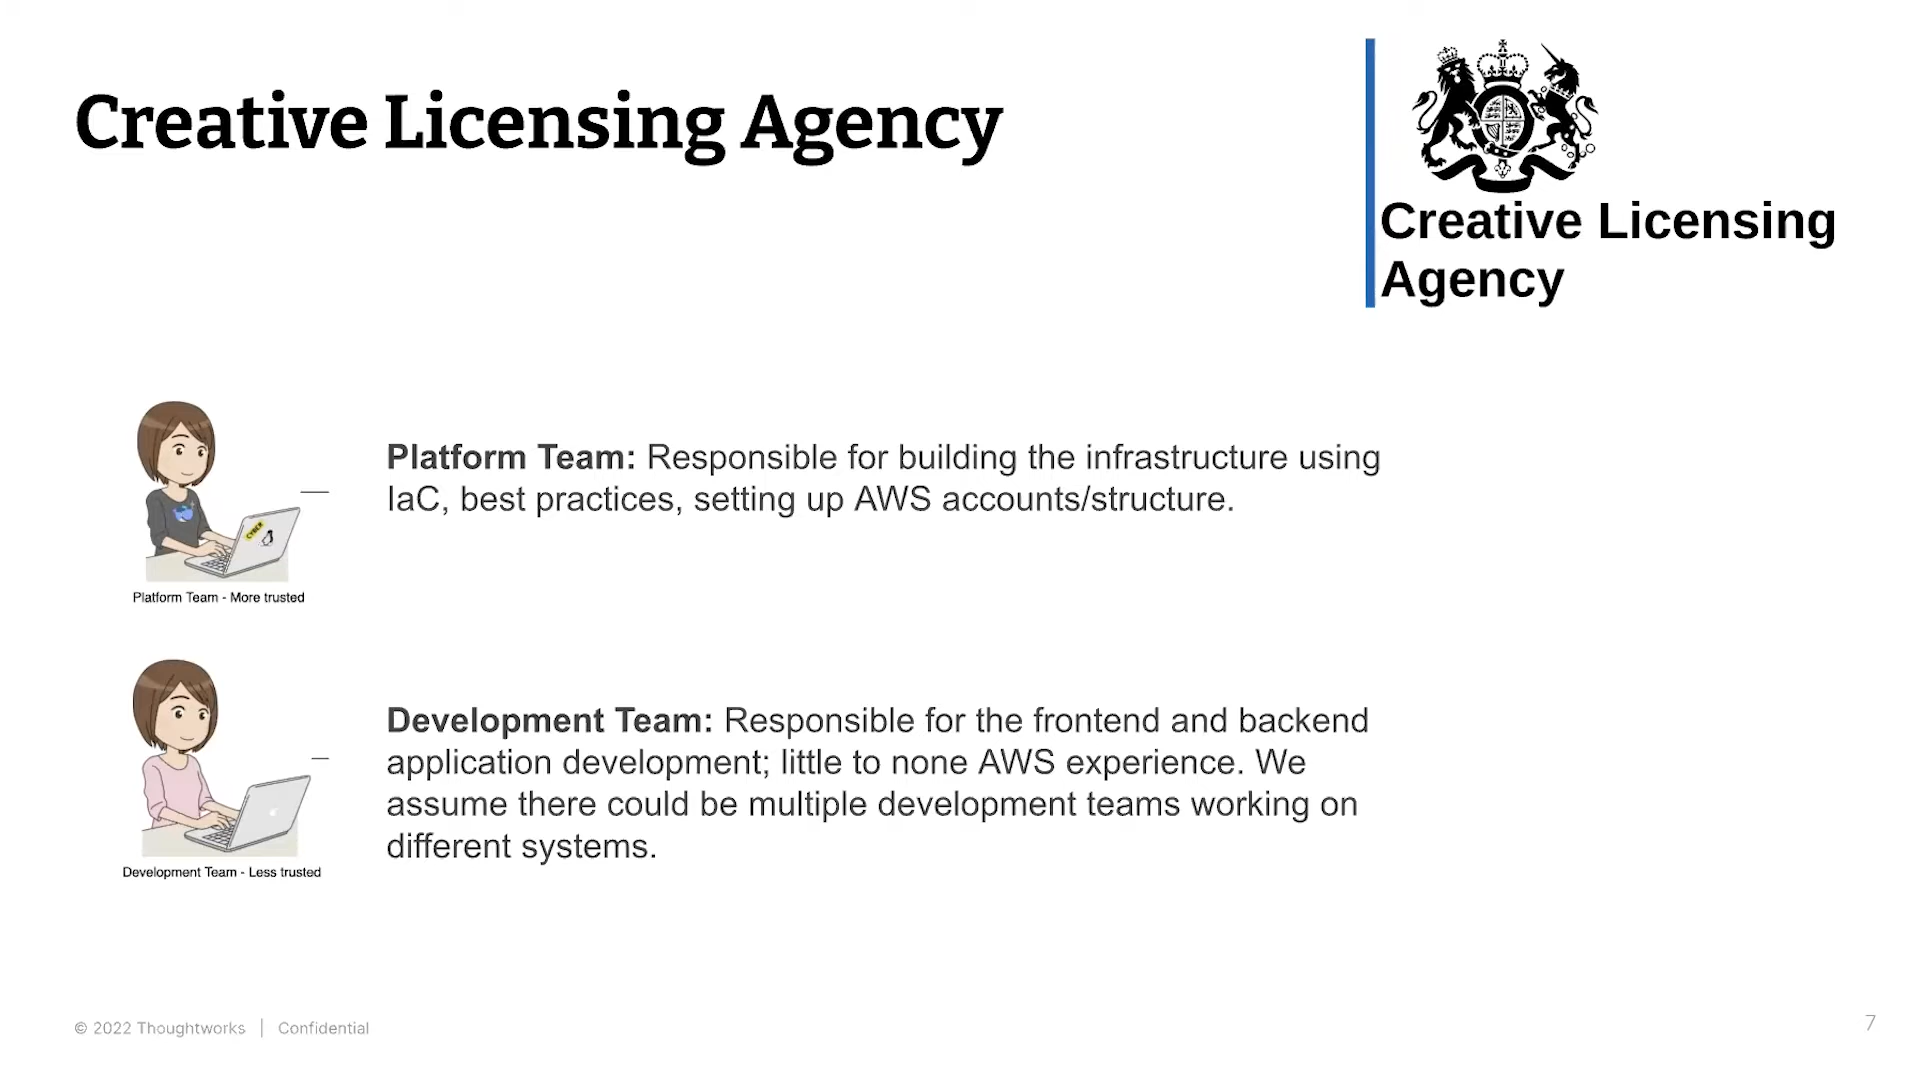 Creative Licensing Agency
Creative Licensing
Agency
Platform Team: Responsible for building the infrastructure using
IaC, best practices, setting up AWS accounts/structure.
CYBER
Platform Team - More trusted
Development Team: Responsible for the frontend and backend
application development; little to none AWS experience. We
assume there could be multiple development teams working on
different systems.
Development Team - Less trusted
© 2022 Thoughtworks | Confidential
7